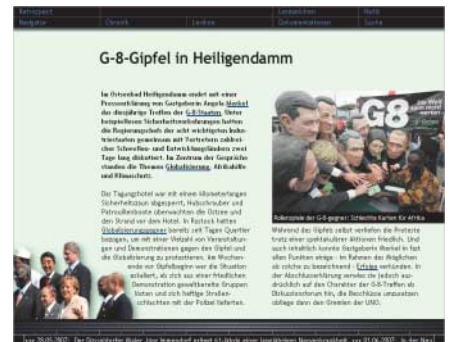 Lexikon
Dokumentationen
Suche
G-8-Gipfel in Heiligendamm
Im Ostseebad Heiligendamm endet mit einer
Presseerklärung von Gastgeberin Angela Merkel
das diesjährige Treffen der G-8-Staaten. Unter
beispiellosen Sicherheitsvorkehrungen hatten
die Regierungschefs der acht wichtigsten Indus-
triestaaten gemeinsam mit Vertretern zahlrei-
cher Schwellen- und Entwicklungsländern zwei
Tage lang diskutiert. Im Zentrum der Gespräche
standen die Themen Globalisierung, Afrikahilfe
und Klimaschutz.
Das Tagungshotel war mit einem kilometerlangen
Sicherheitszaun abgesperrt, Hubschrauber und
Patrouillenboote überwachten die Ostsee und
den Strand vor dem Hotel. In Rostock hatten
Globalisierungsgegner bereits seit Tagen Quartier
bezogen, um mit einer Vielzahl von Veranstaltun-
gen und Demonstrationen gegen den Gipfel und
die Globalisierung zu protestieren. Am Wochen-
ende vor Gipfelbeginn war die Situation
eskaliert, als sich aus einer friedlichen
Demonstration gewaltbereite Gruppen
lösten und sich heftige Straßen-
schlachten mit der Polizei lieferten.
G8
Rollenspiele der G-8-Gegner: Schlechte Karten für Afrika
Während des Gipfels selbst verliefen die Proteste
trotz einer spektakulärer Aktionen friedlich. Und
auch inhaltlich konnte Gastgeberin Merkel in fast
allen Punkten einige - im Rahmen des Möglichen
als solche zu bezeichnend - Erfolge verkünden. In
der Abschlusserklärung verwies sie jedoch aus-
drücklich auf den Charakter der G-8-Treffen als
Diskussionsforum hin, die Beschlüsse umzusetzen
obliege dann den Gremien der UNO.